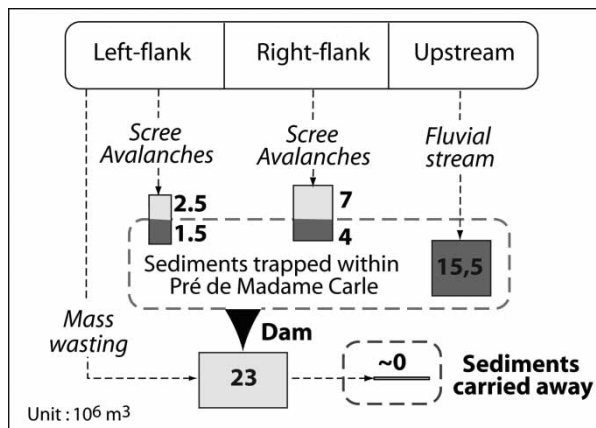 Left-flank
Right-flank
Upstream
Scree
Avalanches
Scree
Avalanches
Fluvial
stream
2.5
1.5
7
4
15,5
Sediments trapped within
Pré de Madame Carle
Mass
wasting
Dam
23
~0
Sediments
carried away
Unit : 10⁶ m³